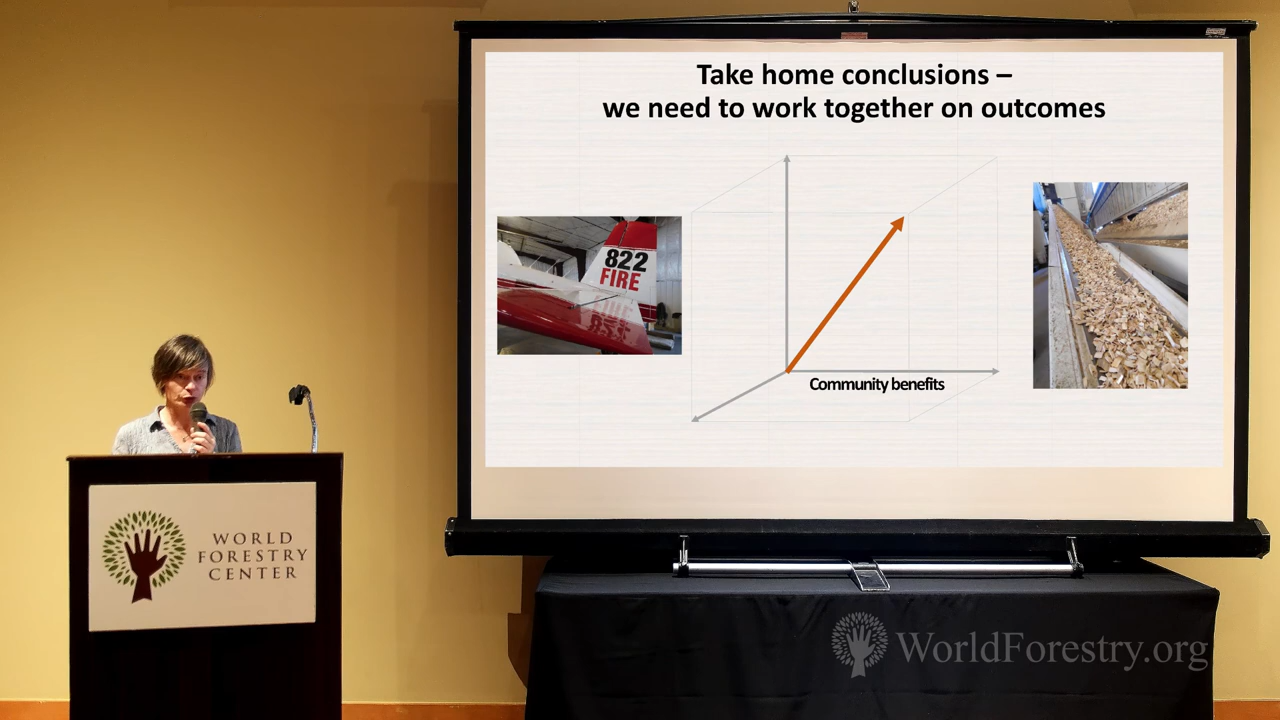 Take home conclusions –
we need to work together on outcomes
822
FIRE
Community benefits
WORLD
FORESTRY
CENTER
WorldForestry.org